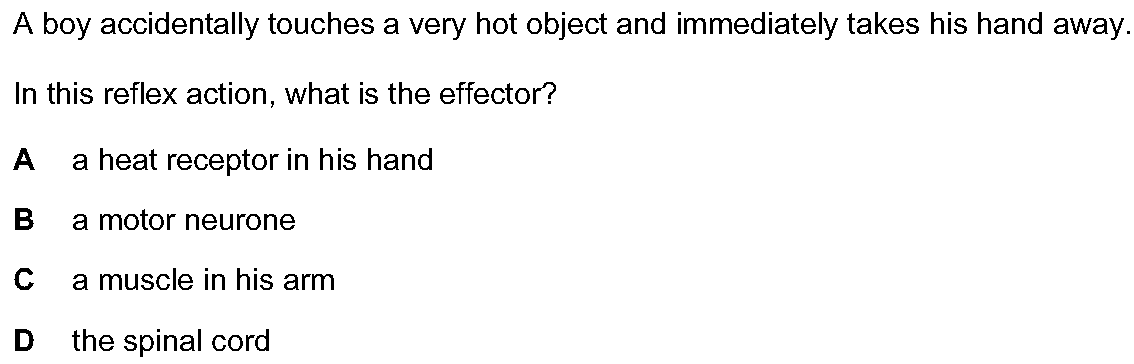 A boy accidentally touches a very hot object and immediately takes his hand away.
In this reflex action, what is the effector?
A a heat receptor in his hand
B a motor neurone
C a muscle in his arm
D the spinal cord